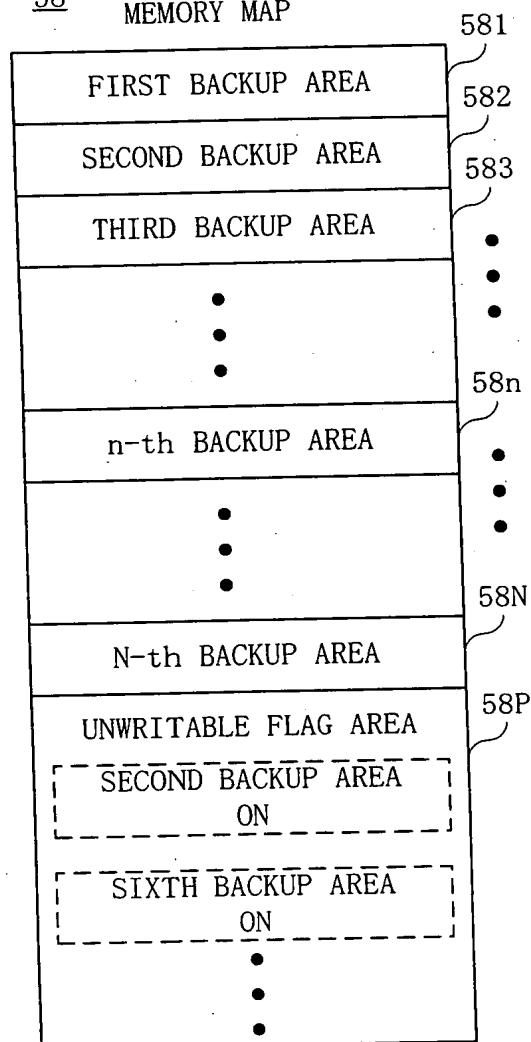 58
MEMORY MAP
581
FIRST BACKUP AREA
582
SECOND BACKUP AREA
583
THIRD BACKUP AREA
58n
n-th BACKUP AREA
58N
N-th BACKUP AREA
58P
UNWRITABLE FLAG AREA
SECOND BACKUP AREA
ON
SIXTH BACKUP AREA
ON